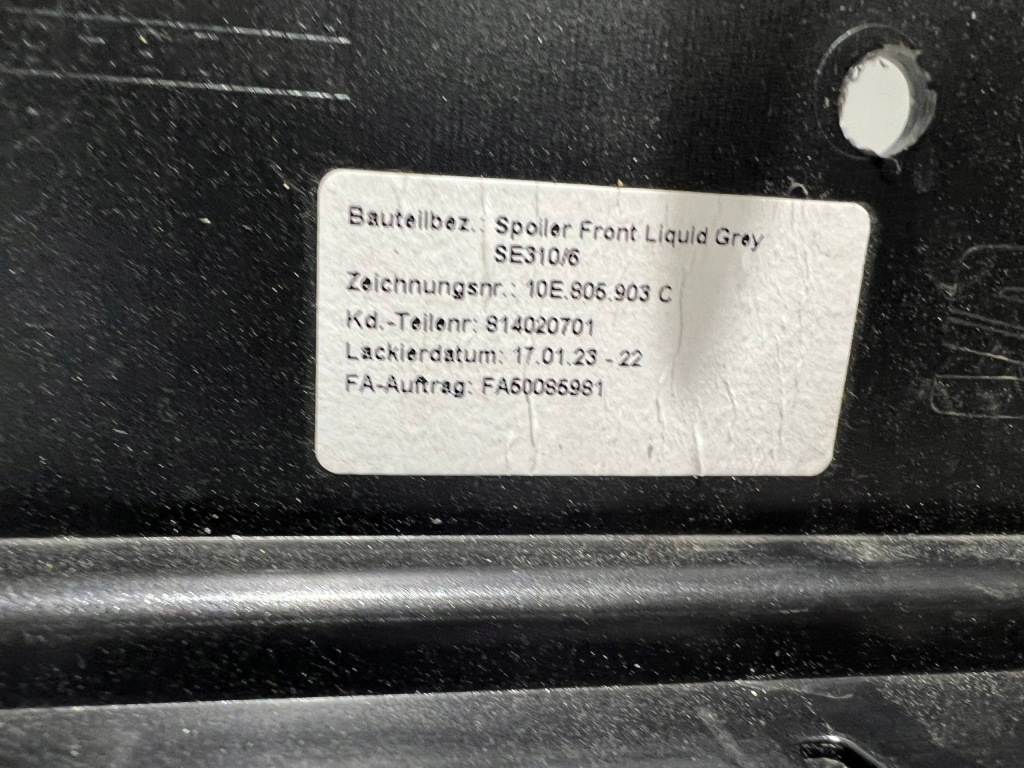 Bauteilbez.: Spoiler Front Liquid Grey
SE310/6
Zeichnungsnr.: 10E.805.903 C
Kd.-Teilenr: 814020701
Lackierdatum: 17.01.23 - 22
FA-Auftrag: FA50085981